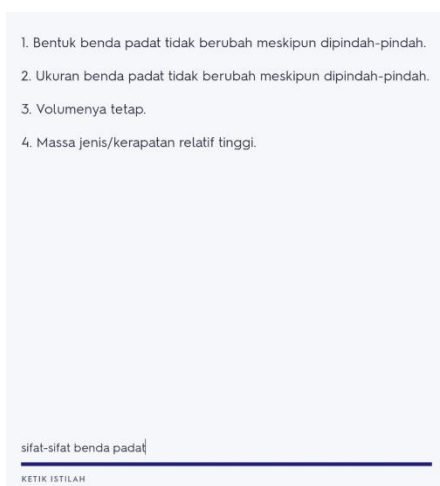 1. Bentuk benda padat tidak berubah meskipun dipindah-pindah.
2. Ukuran benda padat tidak berubah meskipun dipindah-pindah.
3. Volumenya tetap.
4. Massa jenis/kerapatan relatif tinggi.
sifat-sifat benda padat
KETIK ISTILAH